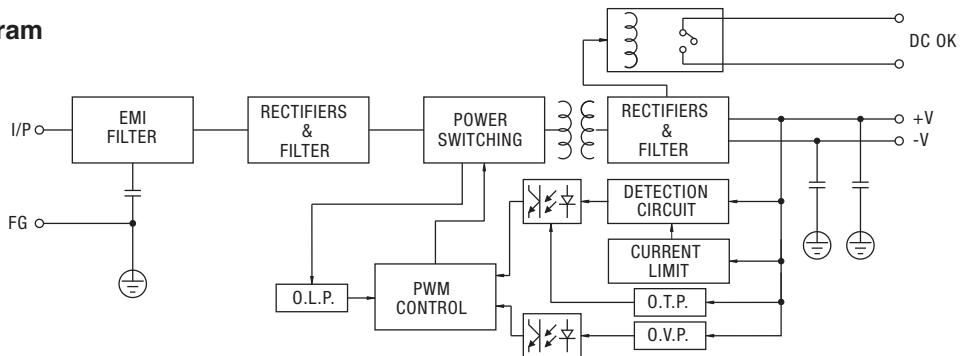 ram
DC OK
I/P
EMI
FILTER
RECTIFIERS
&
FILTER
POWER
SWITCHING
RECTIFIERS
&
FILTER
+V
-V
FG
DETECTION
CIRCUIT
CURRENT
LIMIT
O.L.P.
PWM
CONTROL
O.T.P.
O.V.P.